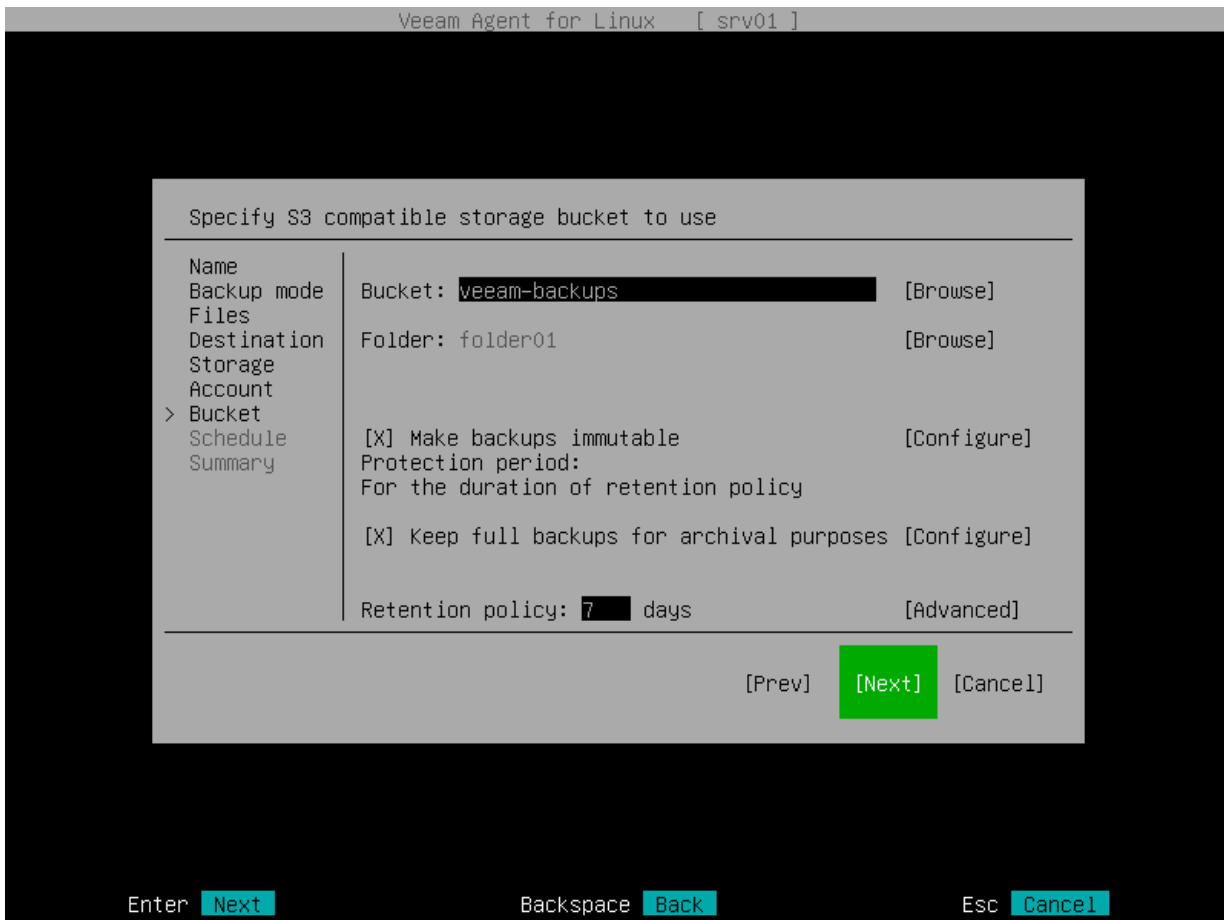 Veeam Agent for Linux [ srv01 ]
Specify S3 compatible storage bucket to use
Name
Backup mode
Files
Destination
Storage
Account
> Bucket
Schedule
Summary
Bucket: veeam-backups [Browse]
Folder: folder01 [Browse]
[X] Make backups immutable [Configure]
Protection period:
For the duration of retention policy
[X] Keep full backups for archival purposes [Configure]
Retention policy: 7 days [Advanced]
[Prev] [Next] [Cancel]
Enter Next Backspace Back Esc Cancel